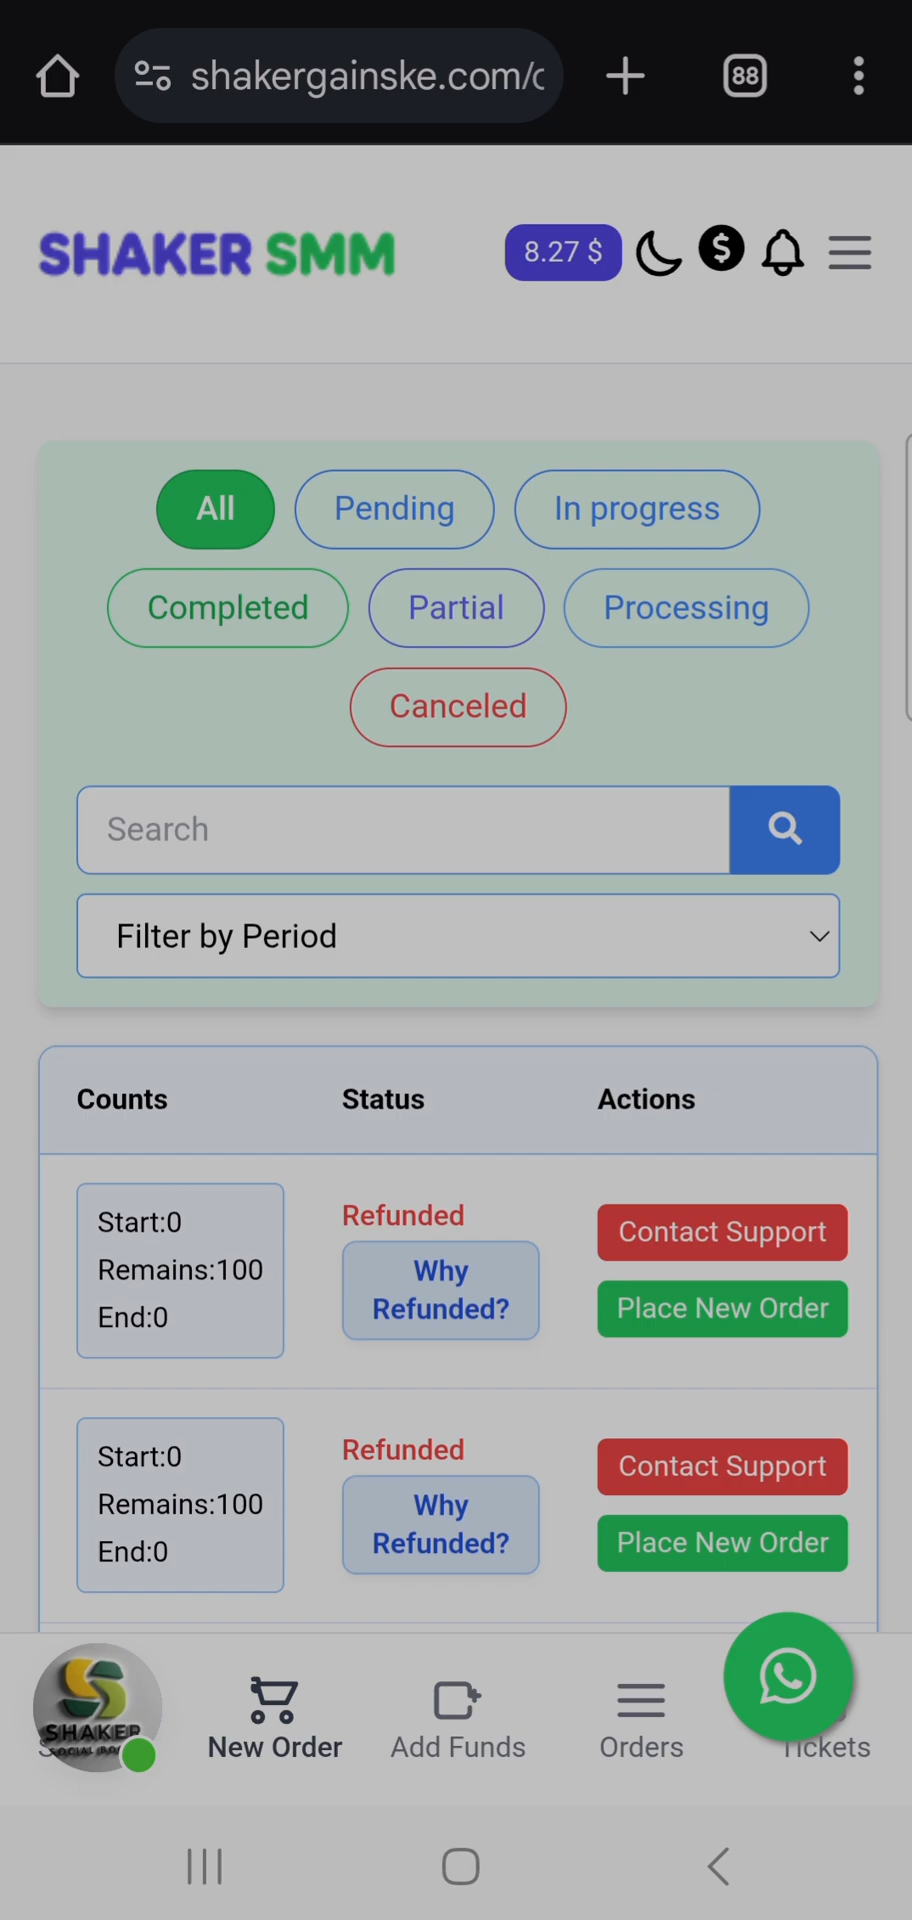 shakergainske.com/c
88
SHAKER SMM
8.27 $
All
Pending
In progress
Completed
Partial
Processing
Canceled
Search
Filter by Period
Counts
Status
Actions
Start:0
Remains:100
End:0
Refunded
Why
Refunded?
Contact Support
Place New Order
Start:0
Remains:100
End:0
Refunded
Why
Refunded?
Contact Support
Place New Order
SHAKER
New Order
Add Funds
Orders
Tickets